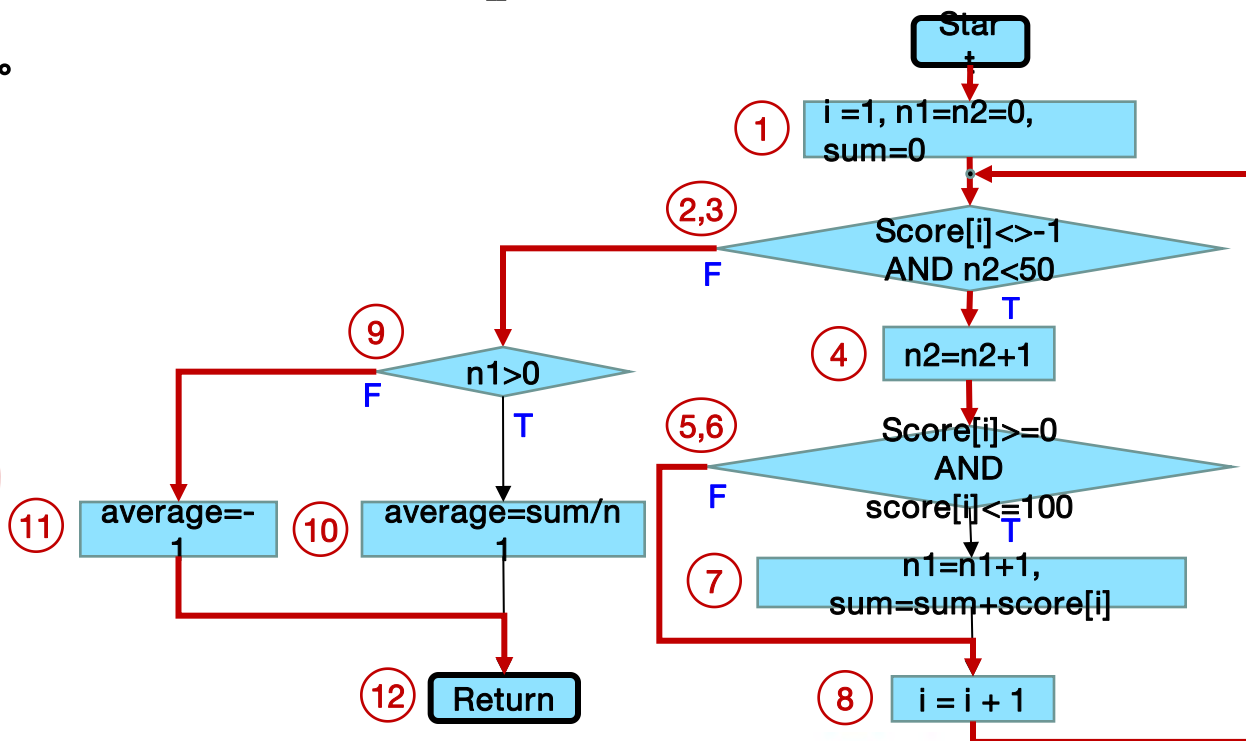 。
Star
t
1
i =1, n1=n2=0,
sum=0
2,3
Score[i]<>-1
AND n2<50
F
T
4
n2=n2+1
9
n1>0
F
T
5,6
Score[i]>=0
AND
score[i]<=100
F
T
11
average=-
1
10
average=sum/n
1
7
n1=n1+1,
sum=sum+score[i]
12
Return
8
i = i + 1